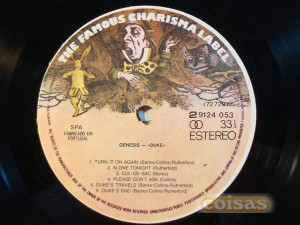 THE FAMOUS CHARISMA LABEL
SPA
FABRICADO EM
PORTUGAL
2 9124 053
33⅓
ESTEREO
GENESIS — «DUKE»
1. TURN IT ON AGAIN (Banks/Collins/Rutherford)
2. ALONE TONIGHT (Rutherford)
3. CUL-DE-SAC (Banks)
4. PLEASE DON'T ASK (Collins)
5. DUKE'S TRAVELS (Banks/Collins/Rutherford)
6. DUKE'S END (Banks/Collins/Rutherford)
coisas